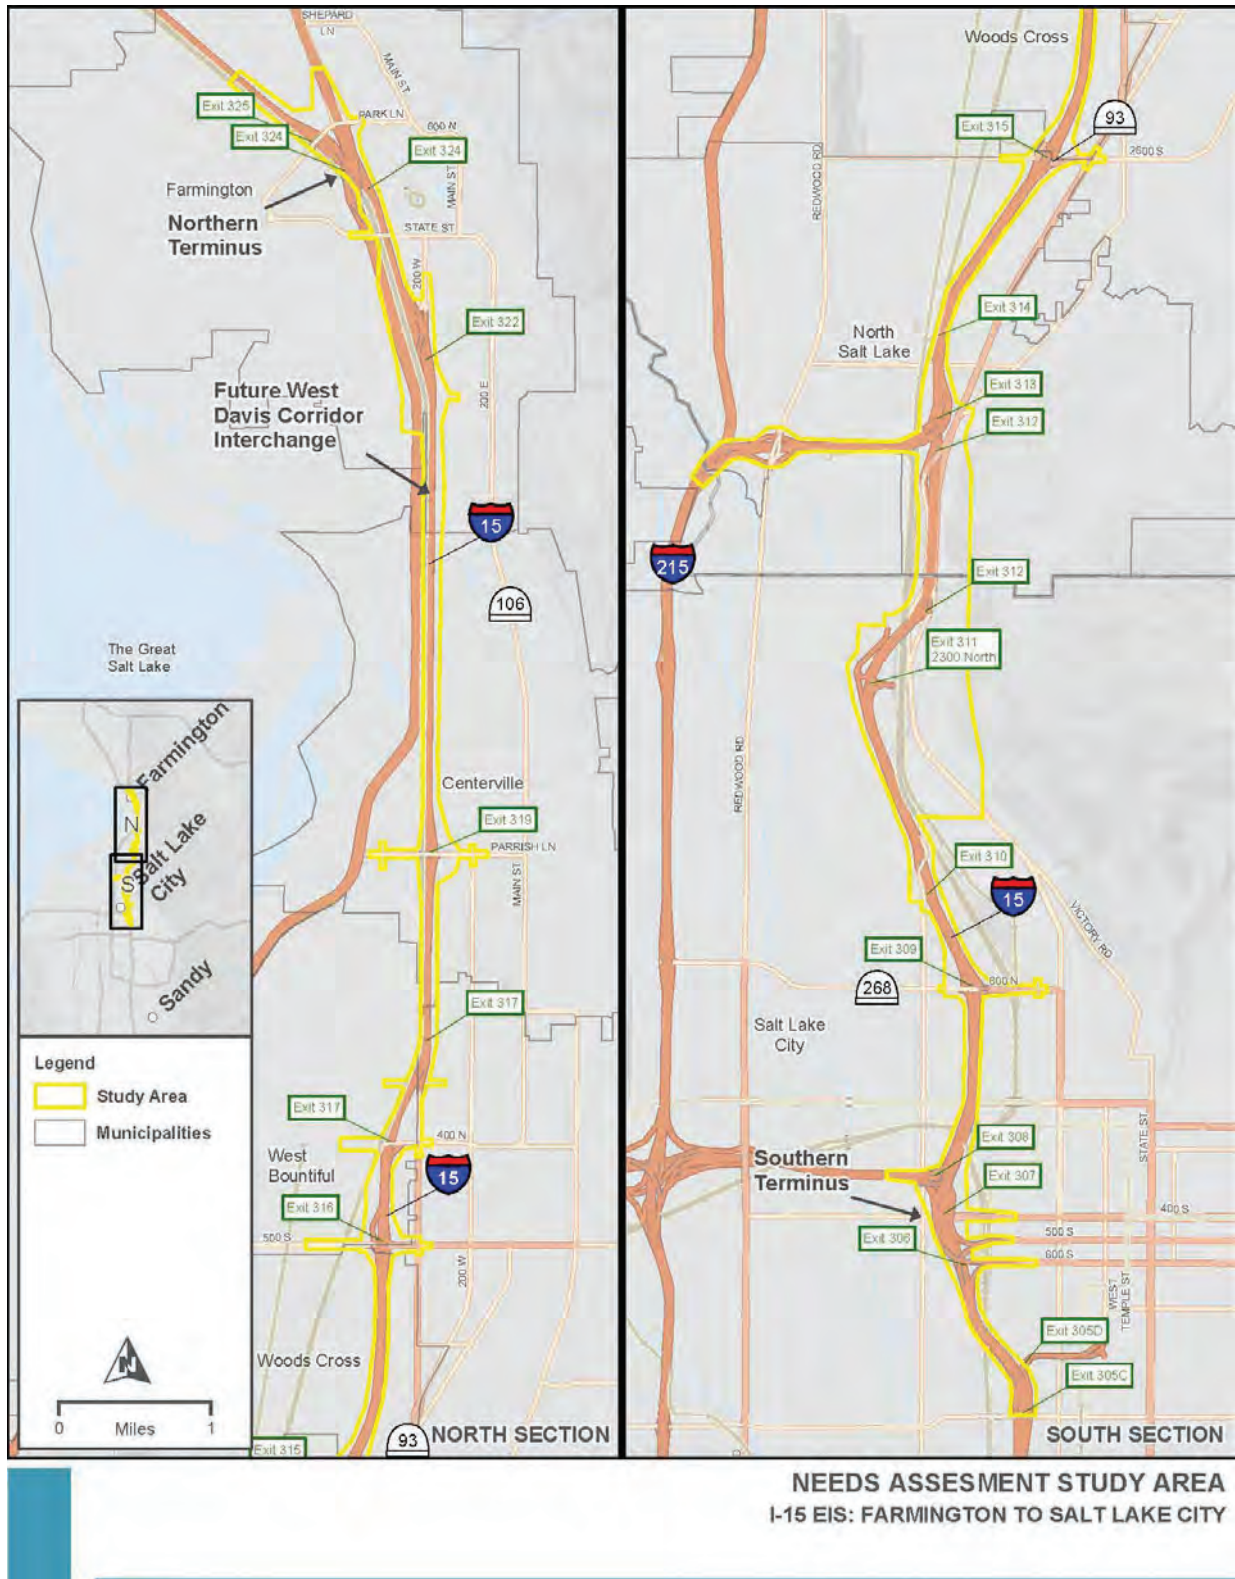 SHEPARD
LN
MAIN ST
Exit 325
PARK LN
600 N
Exit 324
Exit 324
MAIN ST
Farmington
Northern
Terminus
STATE ST
200 W
Exit 322
200 E
Future West
Davis Corridor
Interchange
15
106
The Great
Salt Lake
Centerville
Exit 319
PARRISH LN
MAIN ST
Exit 317
Exit 317
400 N
West
Bountiful
15
Exit 316
500 S
200 W
Woods Cross
93
Exit 315
NORTH SECTION
Farmington
N
Salt Lake
City
S
Sandy
Legend
Study Area
Municipalities
N
0
Miles
1
Woods Cross
93
Exit 315
2600 S
REDWOOD RD
Exit 314
North
Salt Lake
Exit 313
Exit 312
215
Exit 312
Exit 311
2300 North
REDWOOD RD
Exit 310
15
VICTORY RD
Exit 309
600 N
268
Salt Lake
City
STATE ST
Exit 308
Southern
Terminus
Exit 307
400 S
500 S
Exit 306
600 S
WEST
TEMPLE ST
Exit 305D
Exit 305C
SOUTH SECTION
NEEDS ASSESMENT STUDY AREA
I-15 EIS: FARMINGTON TO SALT LAKE CITY